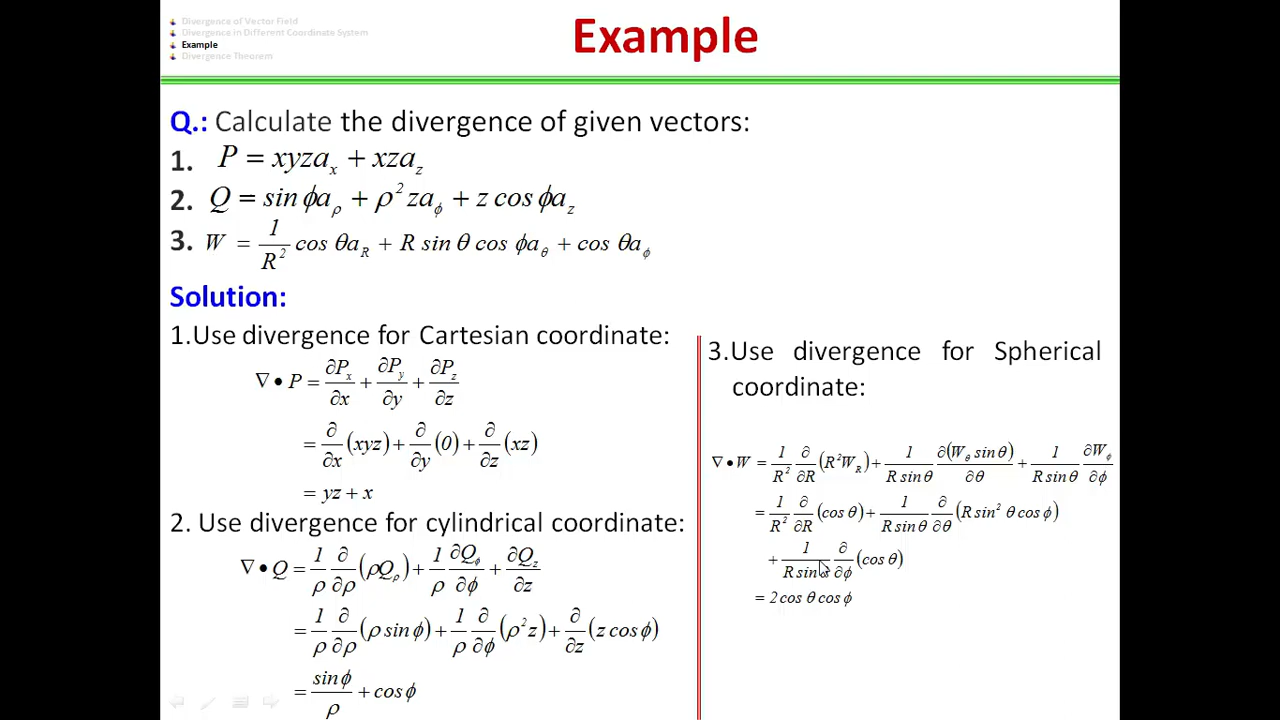 Divergence of Vector Field
Divergence in Different Coordinate System
Example
Divergence Theorem
Example
Q.: Calculate the divergence of given vectors:
1. P = xyza_x + xza_z
2. Q = sin ϕa_ρ + ρ² za_ϕ + z cos ϕa_z
3. W = 1/R² cos θa_R + R sin θ cos ϕa_θ + cos θa_ϕ
Solution:
1.Use divergence for Cartesian coordinate:
∇ • P = ∂P_x/∂x + ∂P_y/∂y + ∂P_z/∂z
= ∂/∂x (xyz) + ∂/∂y (0) + ∂/∂z (xz)
= yz + x
2. Use divergence for cylindrical coordinate:
∇ • Q = 1/ρ ∂/∂ρ (ρQ_ρ) + 1/ρ ∂Q_ϕ/∂ϕ + ∂Q_z/∂z
= 1/ρ ∂/∂ρ (ρ sin ϕ) + 1/ρ ∂/∂ϕ (ρ² z) + ∂/∂z (z cos ϕ)
= sin ϕ/ρ + cos ϕ
3.Use divergence for Spherical
coordinate:
∇ • W = 1/R² ∂/∂R (R² W_R) + 1/R sin θ ∂(W_θ sin θ)/∂θ + 1/R sin θ ∂W_ϕ/∂ϕ
= 1/R² ∂/∂R (cos θ) + 1/R sin θ ∂/∂θ (R sin² θ cos ϕ)
+ 1/R sin ∂/∂ϕ (cos θ)
= 2 cos θ cos ϕ